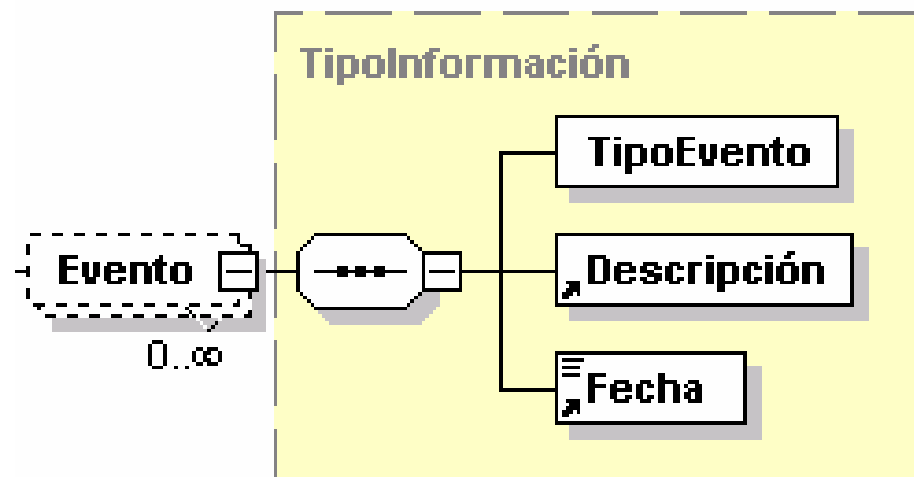 TipoInformación
TipoEvento
Evento
Descripción
0..∞
Fecha